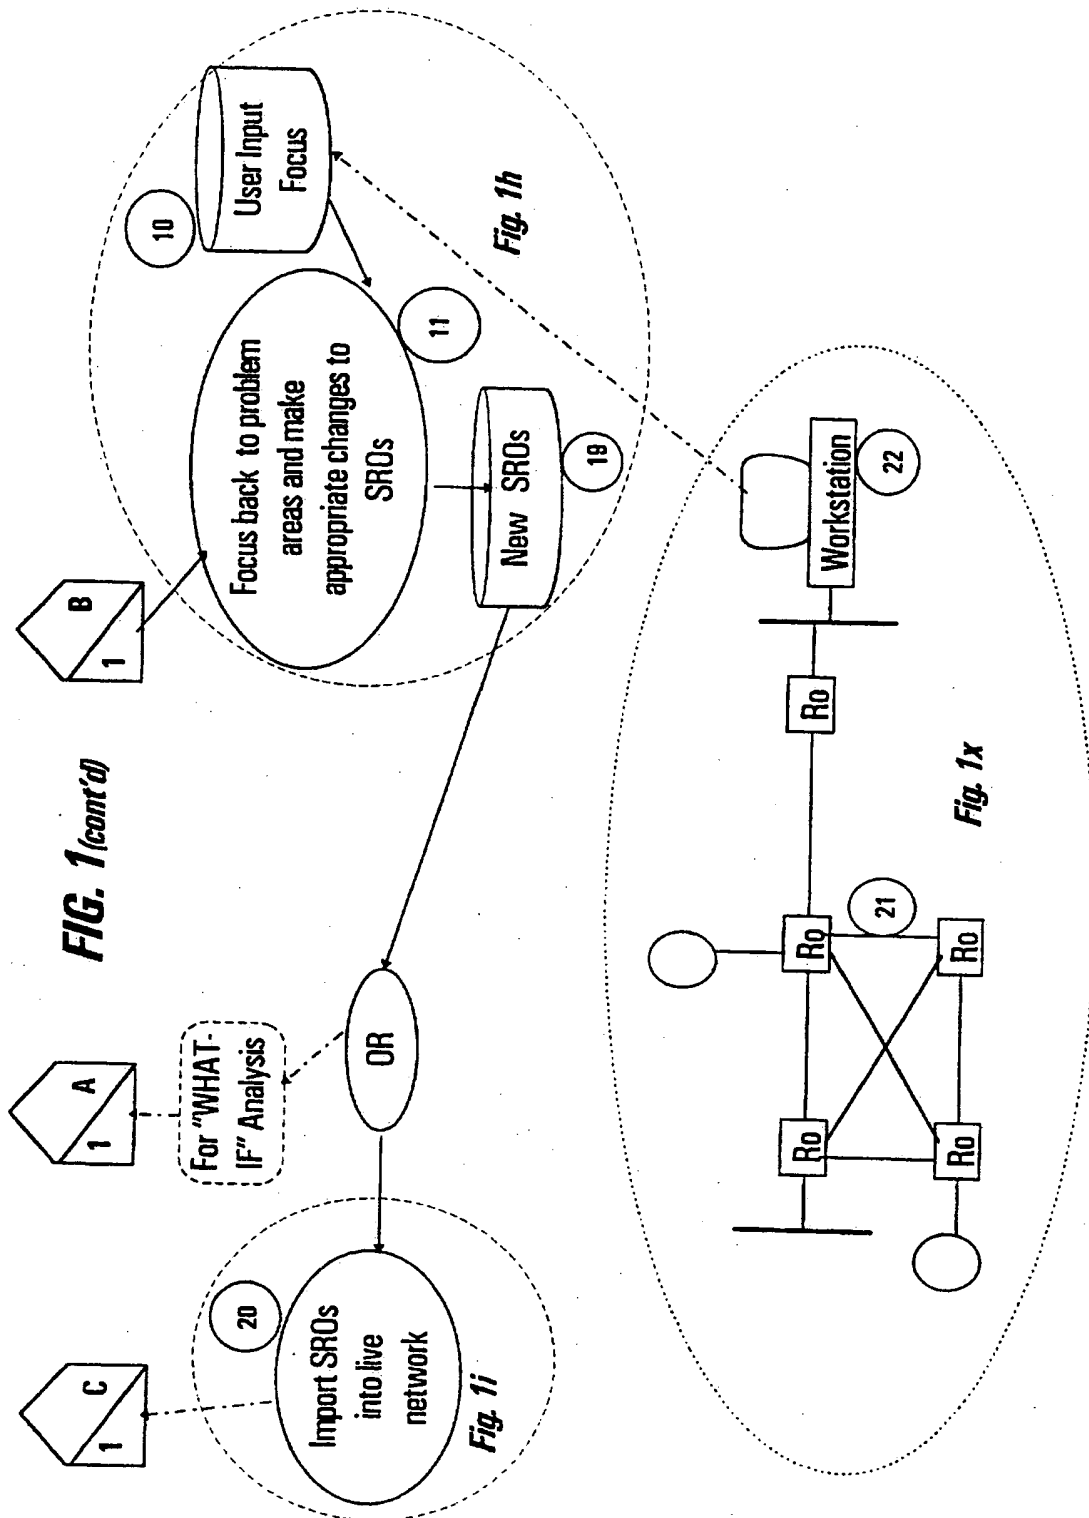 FIG. 1 (cont'd)
1 C
1 A
1 B
20
Import SROs
into live
network
Fig. 1i
For "WHAT-
IF" Analysis
OR
10
User Input
Focus
Focus back to problem
areas and make
appropriate changes to
SROs
11
New SROs
19
Fig. 1h
Ro
Ro
Ro
Ro
21
Ro
Workstation
22
Fig. 1x